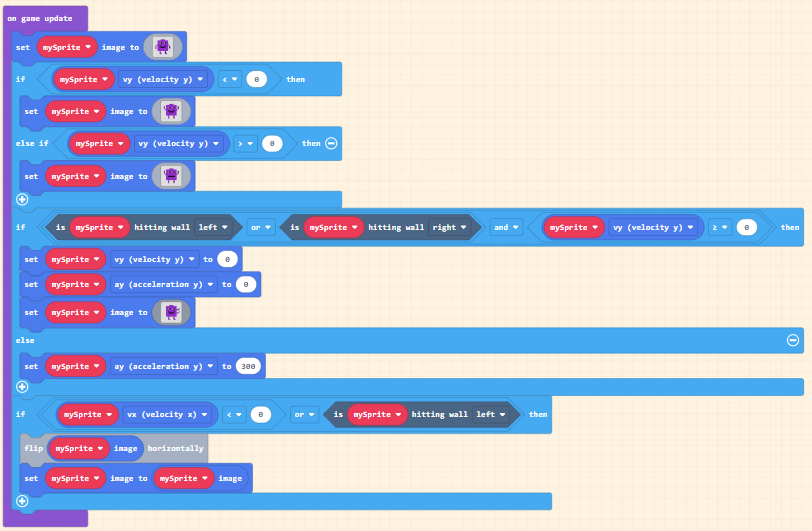 on game update
set mySprite image to
if mySprite vy (velocity y) < 0 then
set mySprite image to
else if mySprite vy (velocity y) > 0 then
set mySprite image to
if is mySprite hitting wall left or is mySprite hitting wall right and mySprite vy (velocity y) ≥ 0 then
set mySprite vy (velocity y) to 0
set mySprite ay (acceleration y) to 0
set mySprite image to
else
set mySprite ay (acceleration y) to 300
if mySprite vx (velocity x) < 0 or is mySprite hitting wall left then
flip mySprite image horizontally
set mySprite image to mySprite image